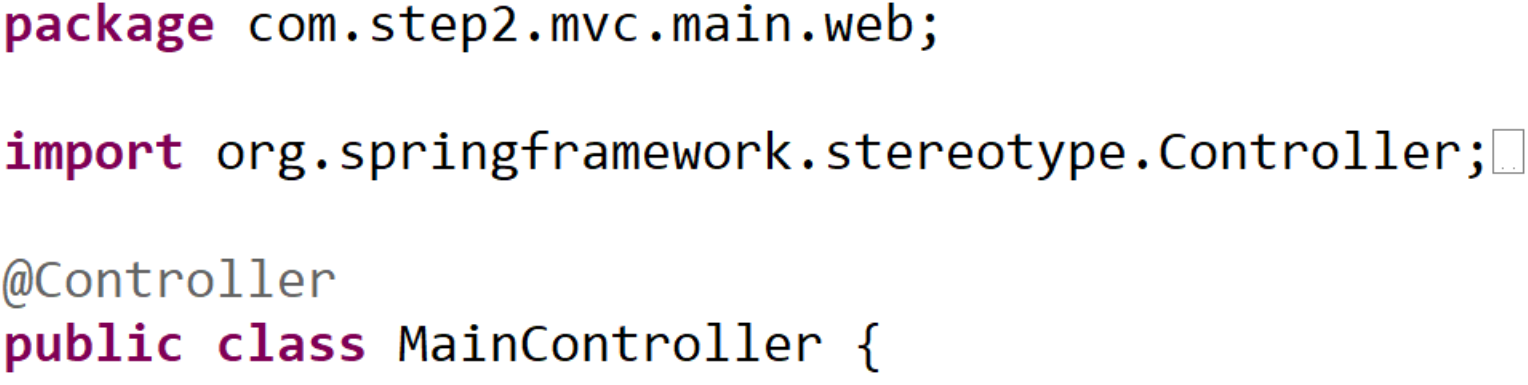 package com.step2.mvc.main.web;
import org.springframework.stereotype.Controller;
@Controller
public class MainController {